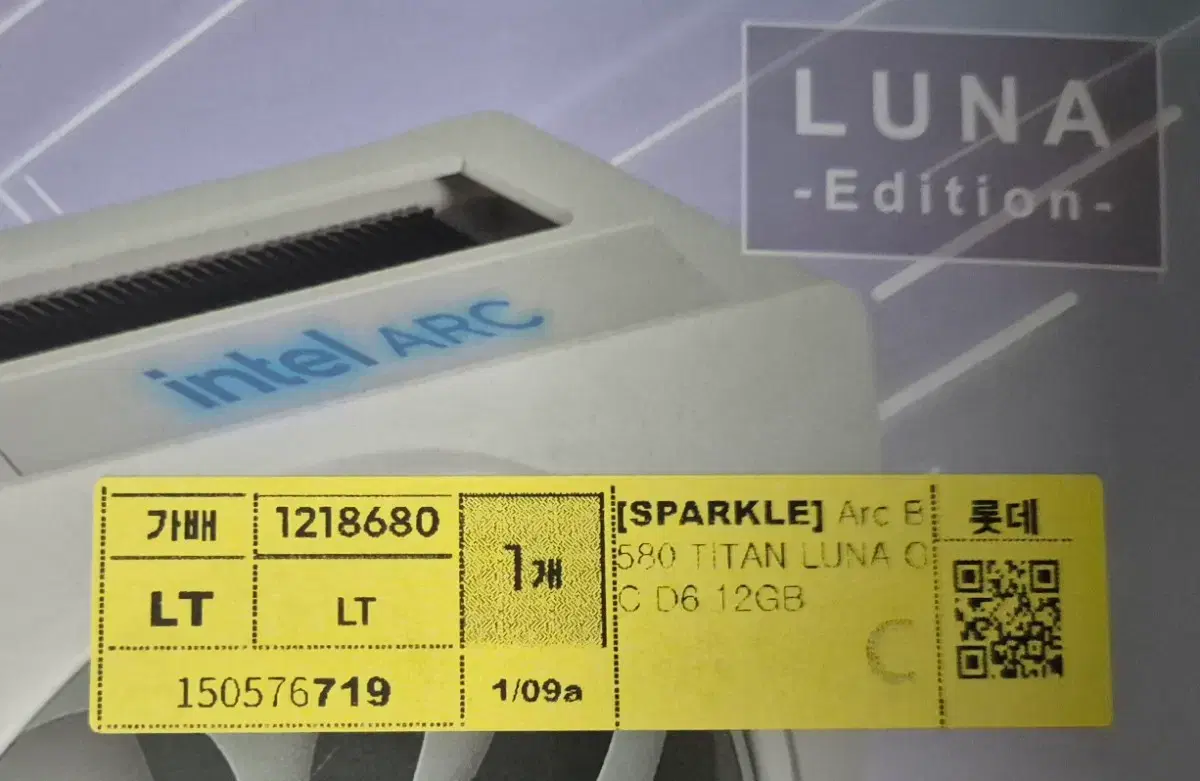 LUNA
-Edition-
intel ARC
가배
1218680
1개
[SPARKLE] Arc B
580 TITAN LUNA O
C D6 12GB
롯데
LT
LT
C
150576719
1/09a